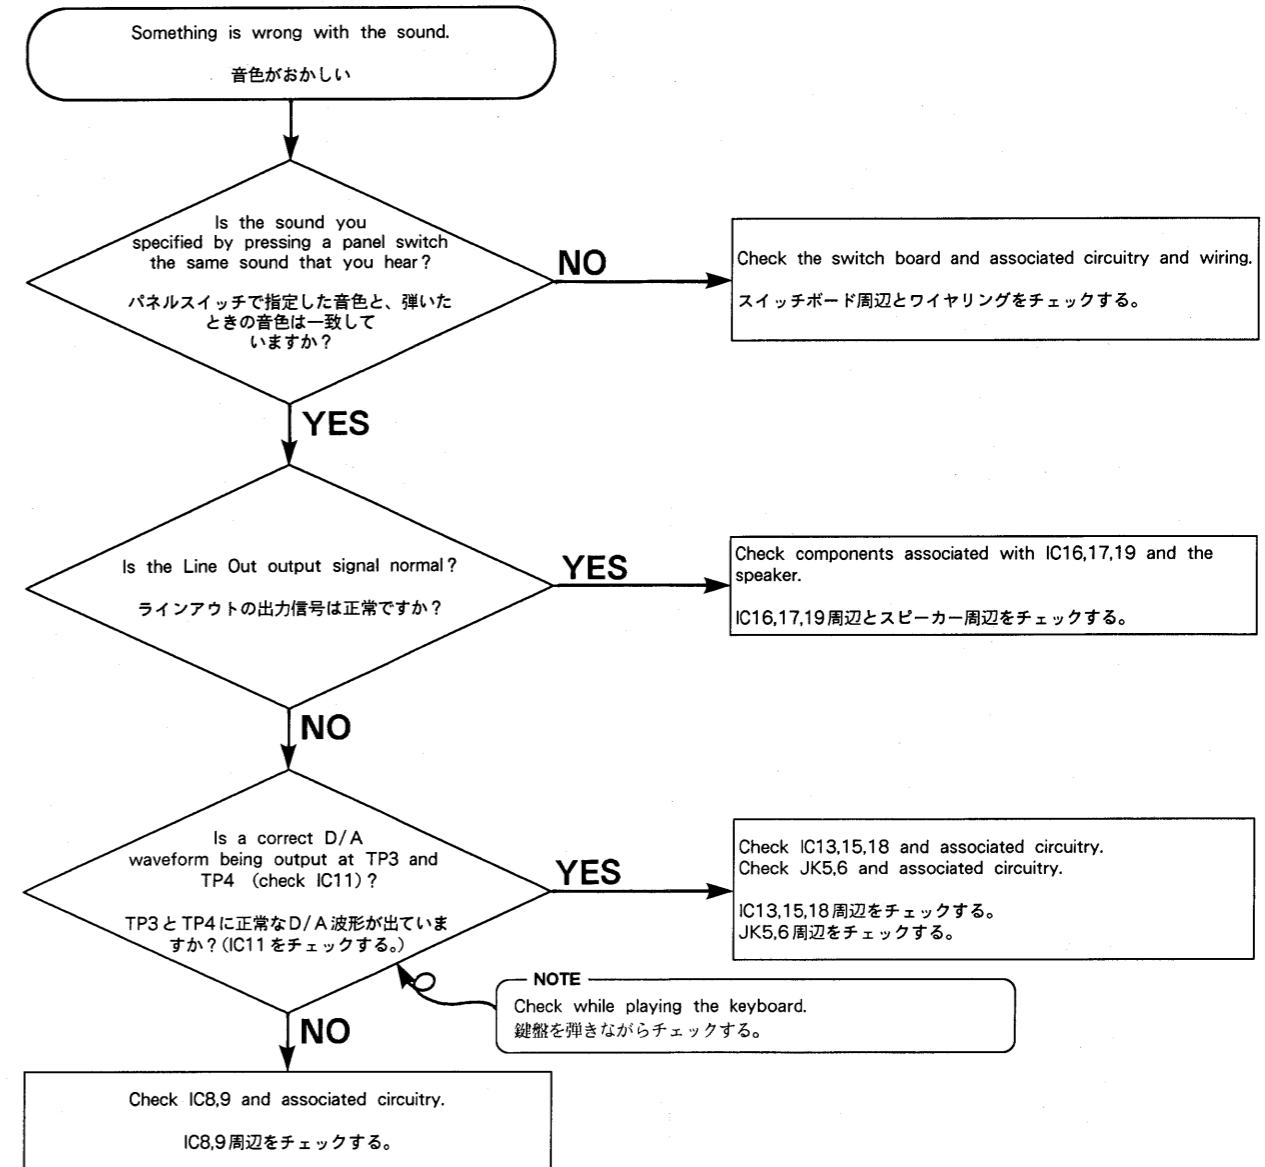 Something is wrong with the sound.
音色がおかしい
Is the sound you
specified by pressing a panel switch
the same sound that you hear?
パネルスイッチで指定した音色と、弾いた
ときの音色は一致して
いますか?
NO
Check the switch board and associated circuitry and wiring.
スイッチボード周辺とワイヤリングをチェックする。
YES
Is the Line Out output signal normal?
ラインアウトの出力信号は正常ですか?
YES
Check components associated with IC16,17,19 and the
speaker.
IC16,17,19周辺とスピーカー周辺をチェックする。
NO
Is a correct D/A
waveform being output at TP3 and
TP4 (check IC11)?
TP3とTP4に正常なD/A波形が出ていま
すか?(IC11をチェックする。)
YES
Check IC13,15,18 and associated circuitry.
Check JK5,6 and associated circuitry.
IC13,15,18周辺をチェックする。
JK5,6周辺をチェックする。
NOTE
Check while playing the keyboard.
鍵盤を弾きながらチェックする。
NO
Check IC8,9 and associated circuitry.
IC8,9周辺をチェックする。